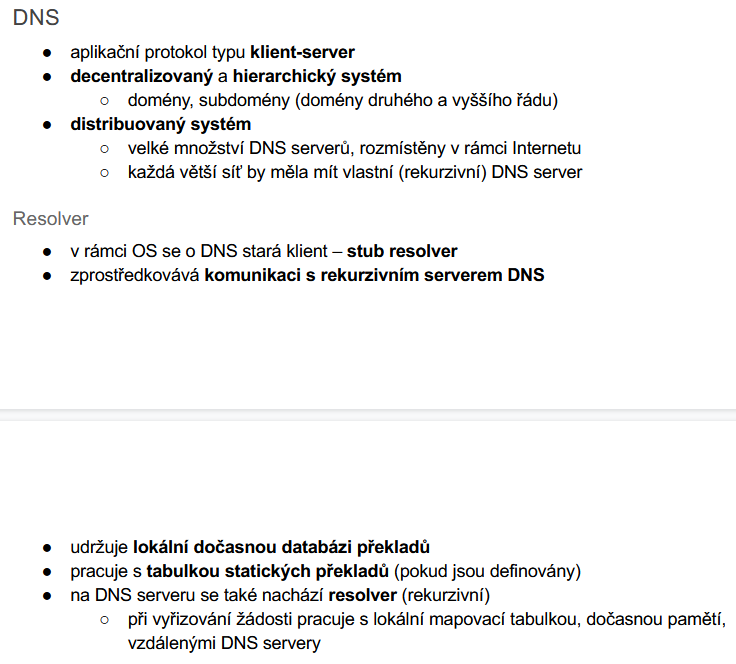 DNS
● aplikační protokol typu klient-server
● decentralizovaný a hierarchický systém
○ domény, subdomény (domény druhého a vyššího řádu)
● distribuovaný systém
○ velké množství DNS serverů, rozmístěny v rámci Internetu
○ každá větší síť by měla mít vlastní (rekurzivní) DNS server
Resolver
● v rámci OS se o DNS stará klient – stub resolver
● zprostředkovává komunikaci s rekurzivním serverem DNS
● udržuje lokální dočasnou databázi překladů
● pracuje s tabulkou statických překladů (pokud jsou definovány)
● na DNS serveru se také nachází resolver (rekurzivní)
○ při vyřizování žádosti pracuje s lokální mapovací tabulkou, dočasnou pamětí,
vzdálenými DNS servery